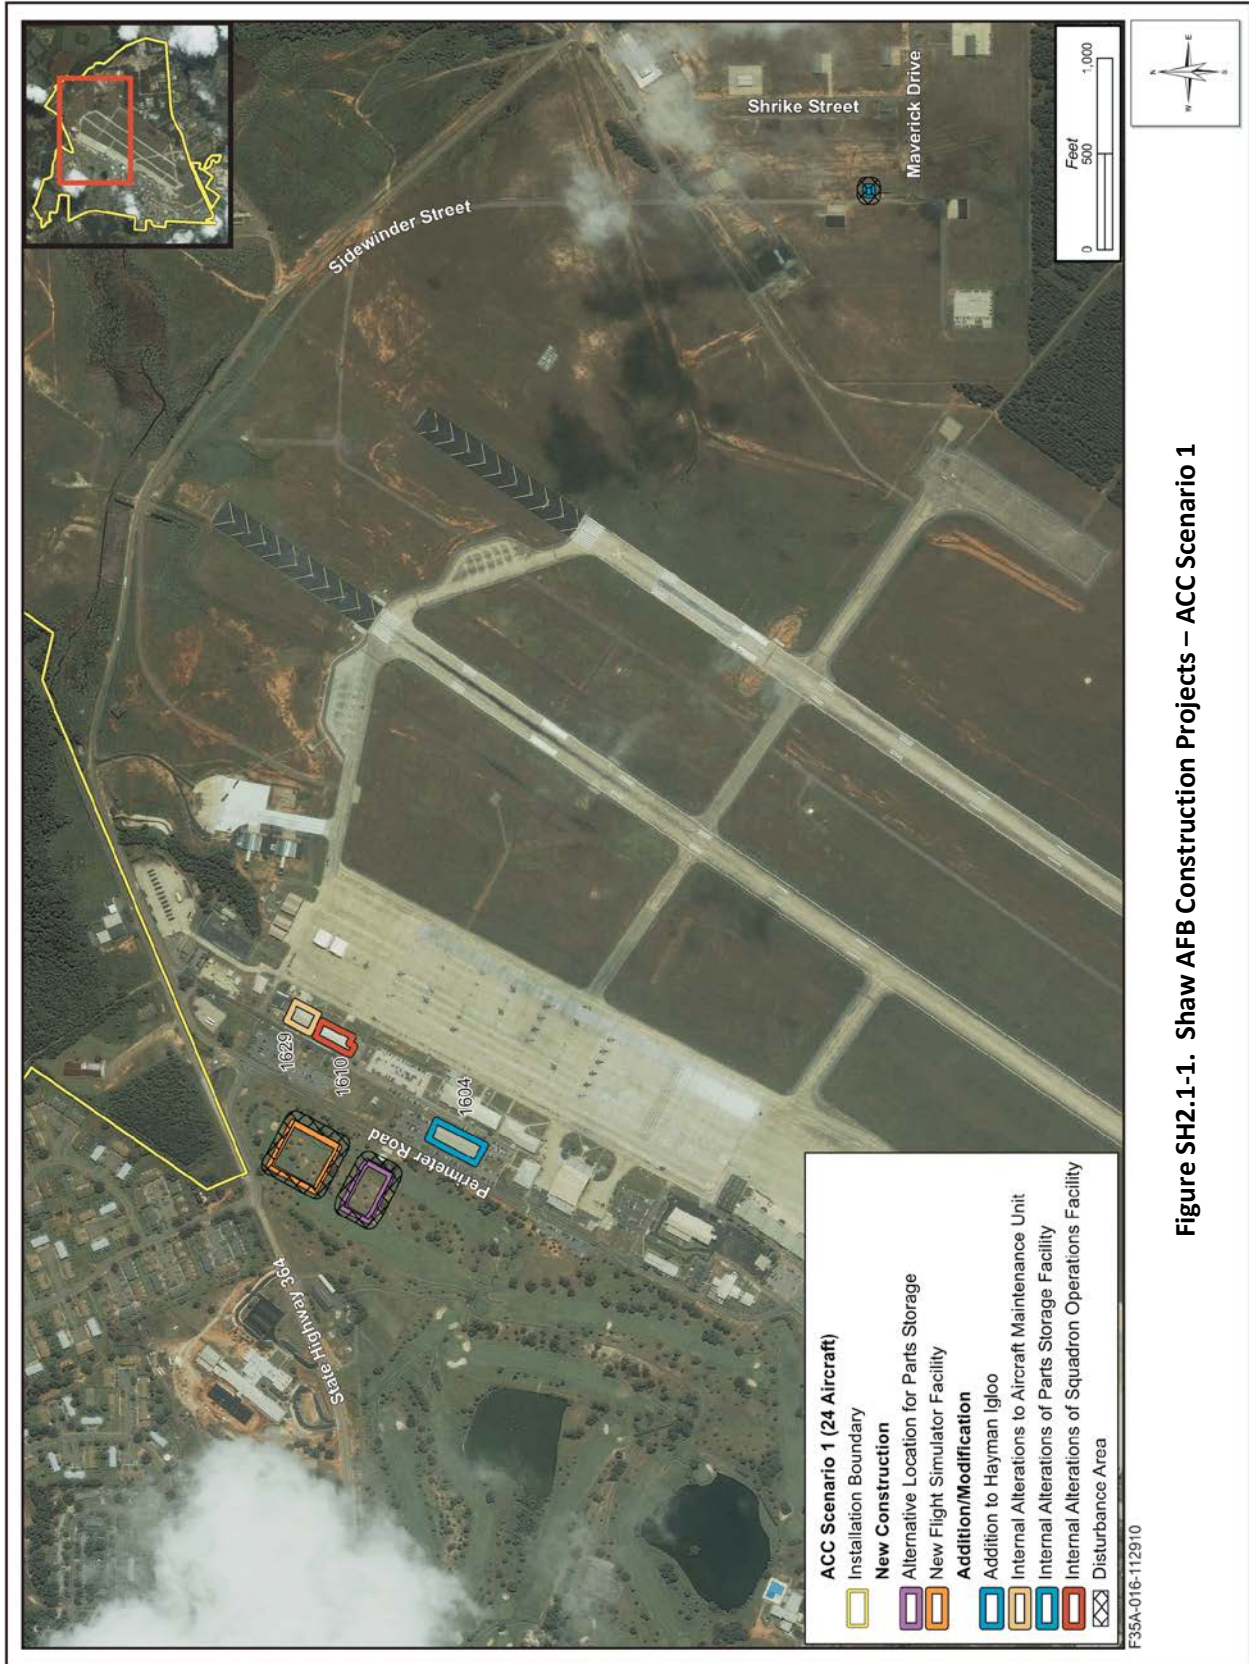 Shrike Street
Maverick Drive
Sidewinder Street
1629
1610
1604
Perimeter Road
State Highway 364
ACC Scenario 1 (24 Aircraft)
Installation Boundary
New Construction
Alternative Location for Parts Storage
New Flight Simulator Facility
Addition/Modification
Addition to Hayman Igloo
Internal Alterations to Aircraft Maintenance Unit
Internal Alterations of Parts Storage Facility
Internal Alterations of Squadron Operations Facility
Disturbance Area
Feet
0 500 1,000
N
W E
S
F35A-016-112910
Figure SH2.1-1. Shaw AFB Construction Projects – ACC Scenario 1